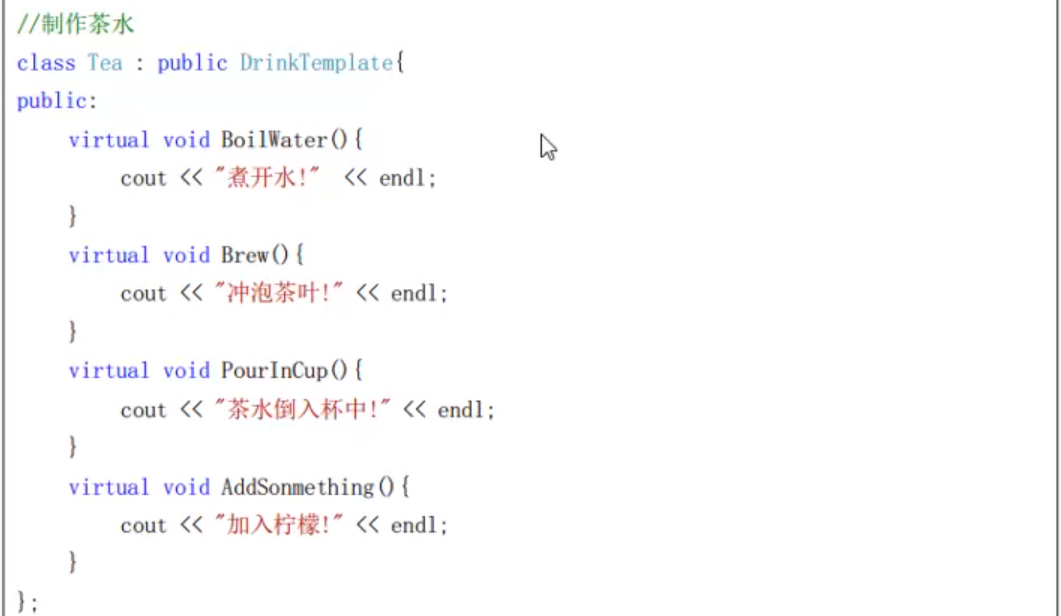 //制作茶水
class Tea : public DrinkTemplate{
public:
    virtual void BoilWater(){
        cout << "煮开水!"  << endl;
    }
    virtual void Brew(){
        cout << "冲泡茶叶!" << endl;
    }
    virtual void PourInCup(){
        cout << "茶水倒入杯中!" << endl;
    }
    virtual void AddSonmething(){
        cout << "加入柠檬!" << endl;
    }
};